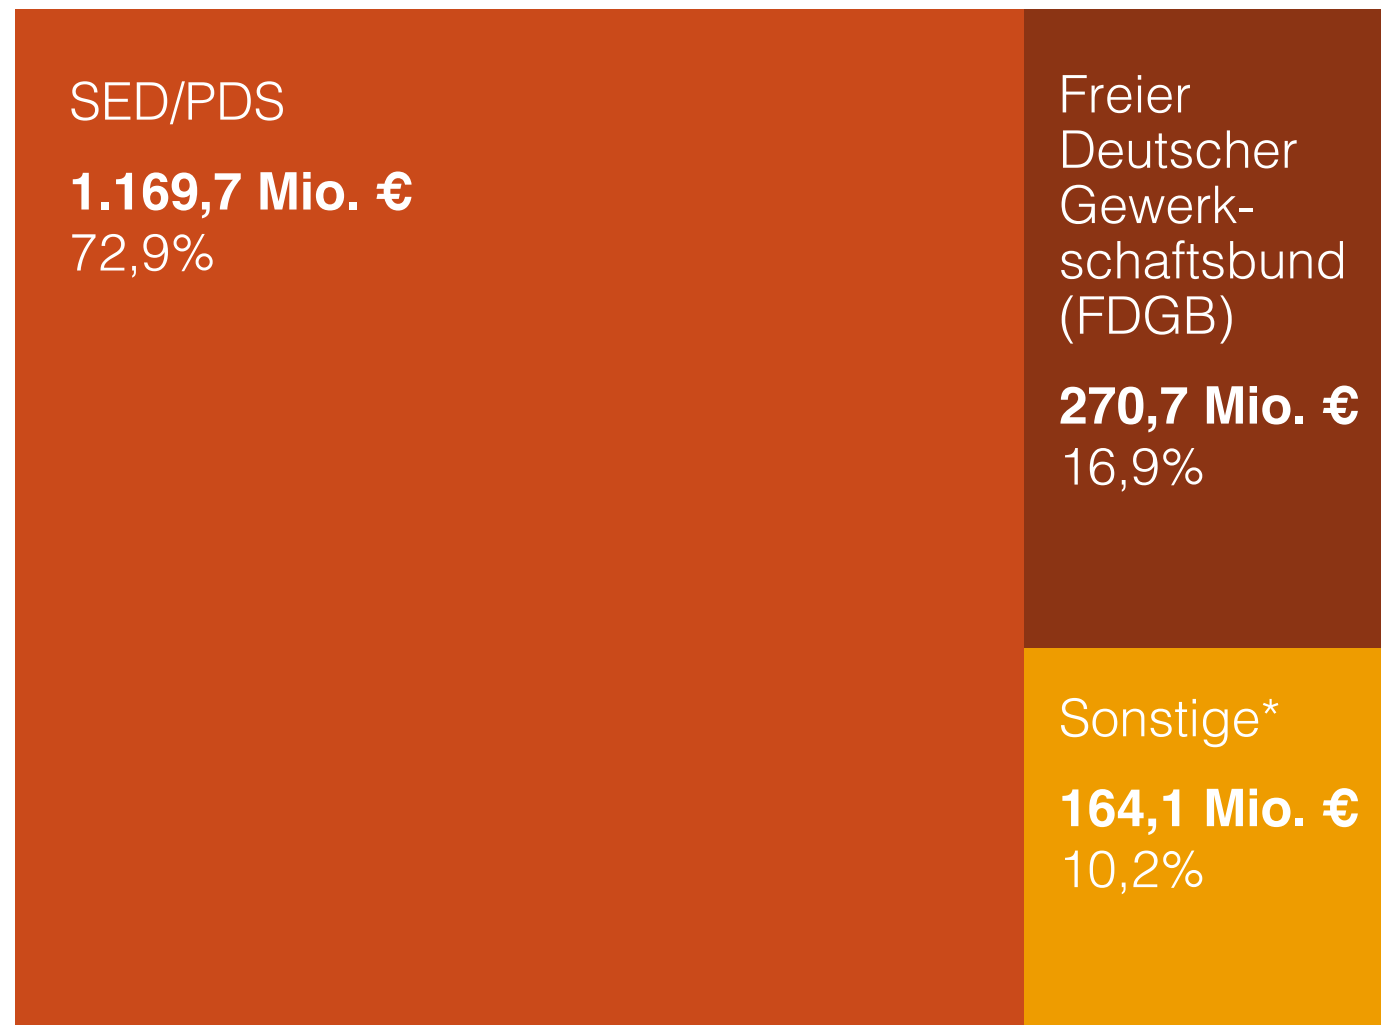 SED/PDS
1.169,7 Mio. €
72,9%
Freier
Deutscher
Gewerk-
schaftsbund
(FDGB)
270,7 Mio. €
16,9%
Sonstige*
164,1 Mio. €
10,2%